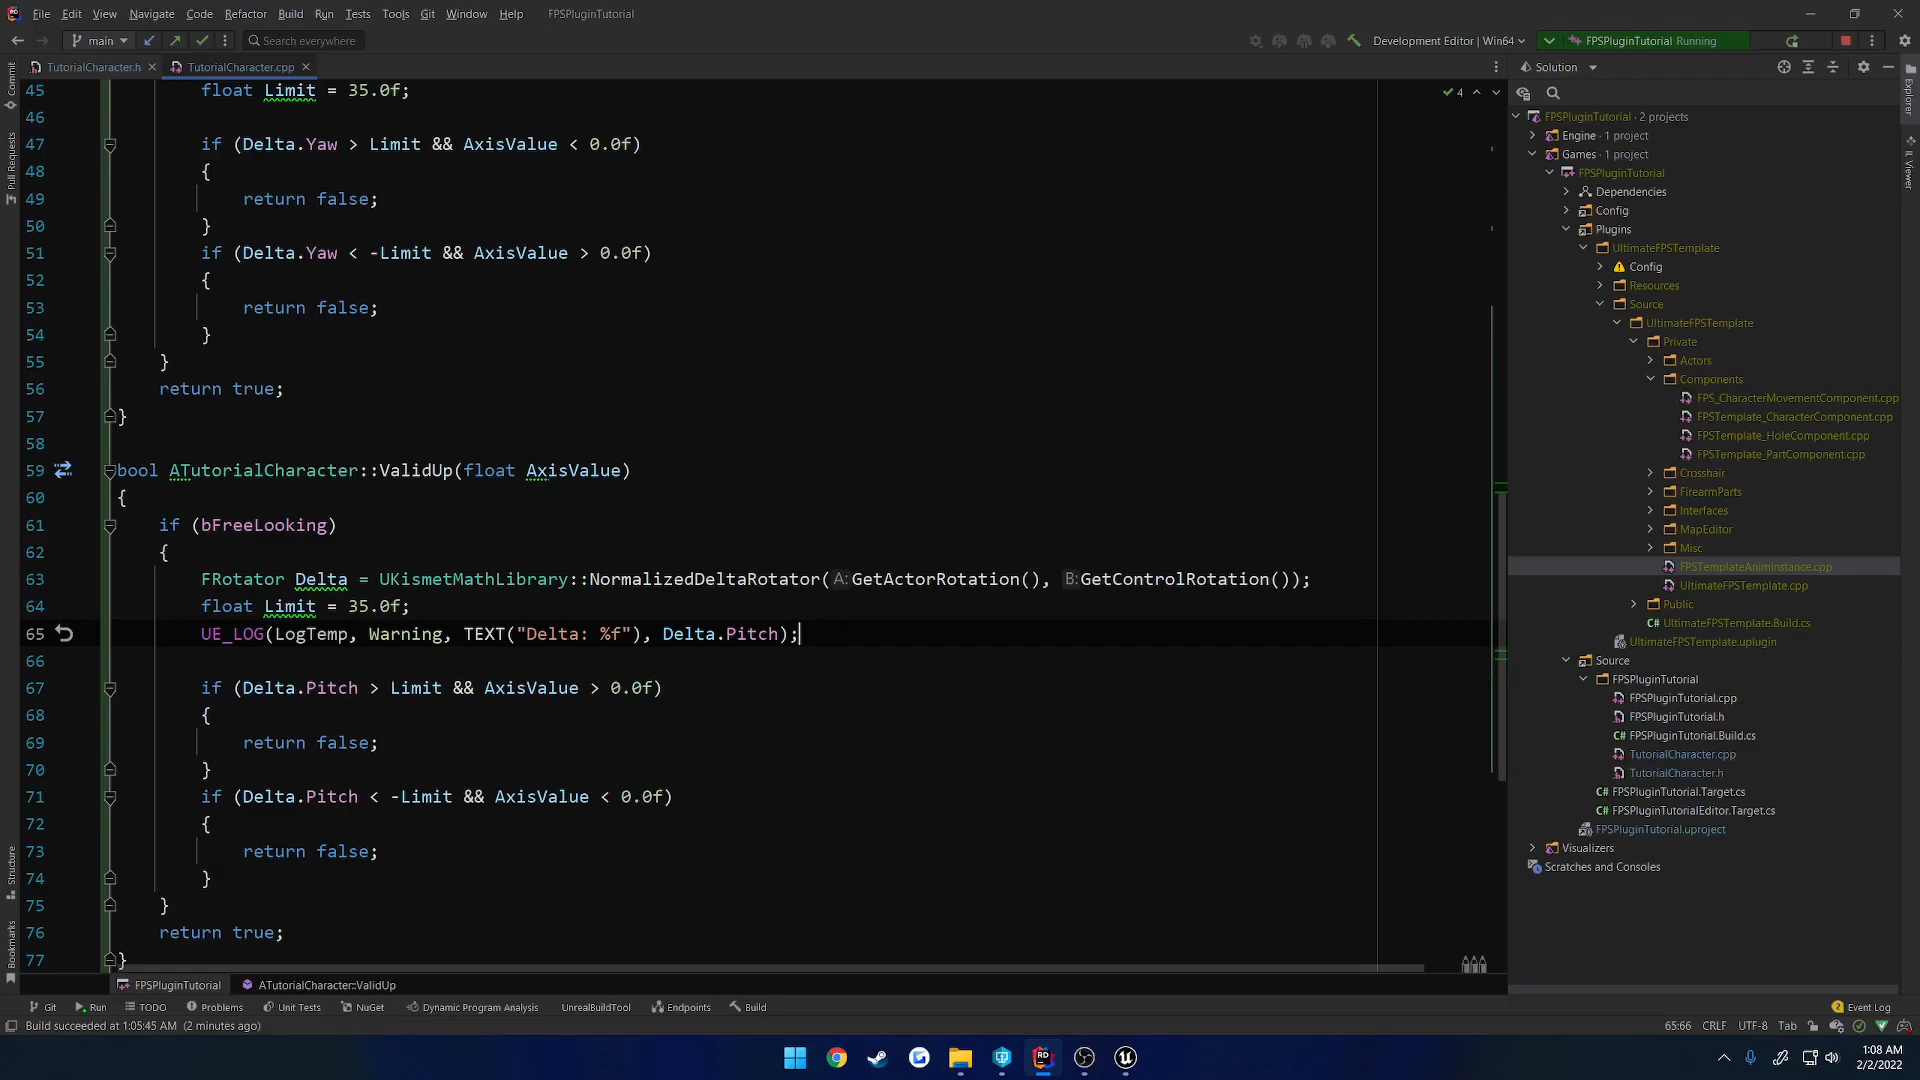 File Edit View Navigate Code Refactor Build Run Tests Tools Git Window Help FPSPluginTutorial
main Search everywhere Development Editor | Win64 FPSPluginTutorial Running
TutorialCharacter.h TutorialCharacter.cpp Solution
45 float Limit = 35.0f;
46
47 if (Delta.Yaw > Limit && AxisValue < 0.0f)
48 {
49 return false;
50 }
51 if (Delta.Yaw < -Limit && AxisValue > 0.0f)
52 {
53 return false;
54 }
55 }
56 return true;
57 }
58
59 bool ATutorialCharacter::ValidUp(float AxisValue)
60 {
61 if (bFreeLooking)
62 {
63 FRotator Delta = UKismetMathLibrary::NormalizedDeltaRotator(A:GetActorRotation(), B:GetControlRotation());
64 float Limit = 35.0f;
65 UE_LOG(LogTemp, Warning, TEXT("Delta: %f"), Delta.Pitch);
66
67 if (Delta.Pitch > Limit && AxisValue > 0.0f)
68 {
69 return false;
70 }
71 if (Delta.Pitch < -Limit && AxisValue < 0.0f)
72 {
73 return false;
74 }
75 }
76 return true;
77 }
4
FPSPluginTutorial · 2 projects
Engine · 1 project
Games · 1 project
FPSPluginTutorial
Dependencies
Config
Plugins
UltimateFPSTemplate
Config
Resources
Source
UltimateFPSTemplate
Private
Actors
Components
FPS_CharacterMovementComponent.cpp
FPSTemplate_CharacterComponent.cpp
FPSTemplate_HoleComponent.cpp
FPSTemplate_PartComponent.cpp
Crosshair
FirearmParts
Interfaces
MapEditor
Misc
FPSTemplateAnimInstance.cpp
UltimateFPSTemplate.cpp
Public
C# UltimateFPSTemplate.Build.cs
UltimateFPSTemplate.uplugin
Source
FPSPluginTutorial
FPSPluginTutorial.cpp
FPSPluginTutorial.h
C# FPSPluginTutorial.Build.cs
TutorialCharacter.cpp
TutorialCharacter.h
C# FPSPluginTutorial.Target.cs
C# FPSPluginTutorialEditor.Target.cs
FPSPluginTutorial.uproject
Visualizers
Scratches and Consoles
Commit
Pull Requests
Structure
Bookmarks
Explorer
IL Viewer
FPSPluginTutorial ATutorialCharacter::ValidUp
Git Run TODO Problems Unit Tests NuGet Dynamic Program Analysis UnrealBuildTool Endpoints Build 2 Event Log
Build succeeded at 1:05:45 AM (2 minutes ago) 65:66 CRLF UTF-8 Tab
RD
1:08 AM
2/2/2022